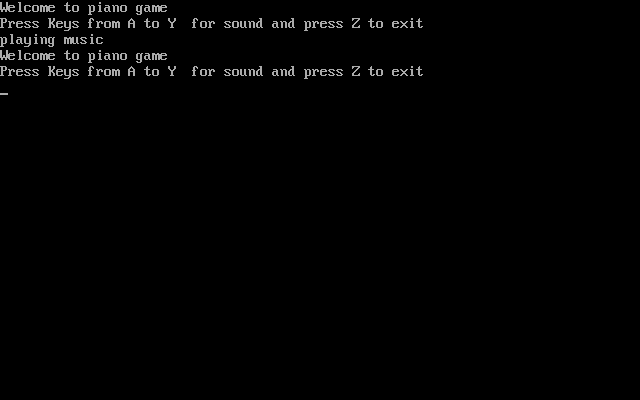 Welcome to piano game
Press Keys from A to Y  for sound and press Z to exit
playing music
Welcome to piano game
Press Keys from A to Y  for sound and press Z to exit